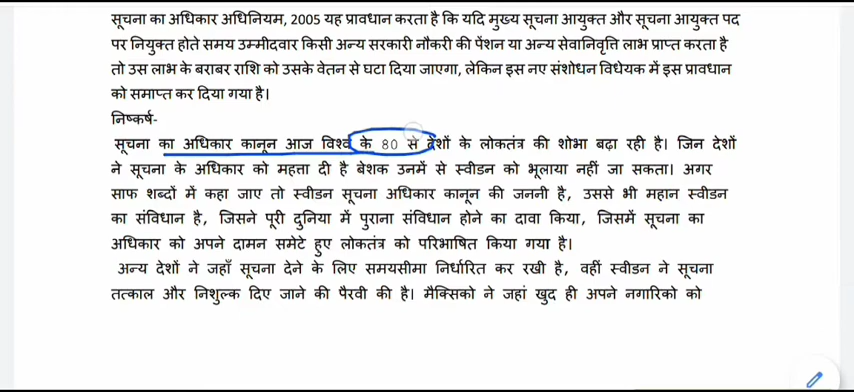 सूचना का अधिकार अधिनियम, 2005 यह प्रावधान करता है कि यदि मुख्य सूचना आयुक्त और सूचना आयुक्त पद
पर नियुक्त होते समय उम्मीदवार किसी अन्य सरकारी नौकरी की पेंशन या अन्य सेवानिवृत्ति लाभ प्राप्त करता है
तो उस लाभ के बराबर राशि को उसके वेतन से घटा दिया जाएगा, लेकिन इस नए संशोधन विधेयक में इस प्रावधान
को समाप्त कर दिया गया है।
निष्कर्ष-
सूचना का अधिकार कानून आज विश्व के 80 से देशों के लोकतंत्र की शोभा बढ़ा रही है। जिन देशों
ने सूचना के अधिकार को महत्ता दी है बेशक उनमें से स्वीडन को भूलाया नहीं जा सकता। अगर
साफ शब्दों में कहा जाए तो स्वीडन सूचना अधिकार कानून की जननी है, उससे भी महान स्वीडन
का संविधान है, जिसने पूरी दुनिया में पुराना संविधान होने का दावा किया, जिसमें सूचना का
अधिकार को अपने दामन समेटे हुए लोकतंत्र को परिभाषित किया गया है।
अन्य देशों ने जहाँ सूचना देने के लिए समयसीमा निर्धारित कर रखी है, वहीं स्वीडन ने सूचना
तत्काल और निशुल्क दिए जाने की पैरवी की है। मैक्सिको ने जहां खुद ही अपने नगारिको को